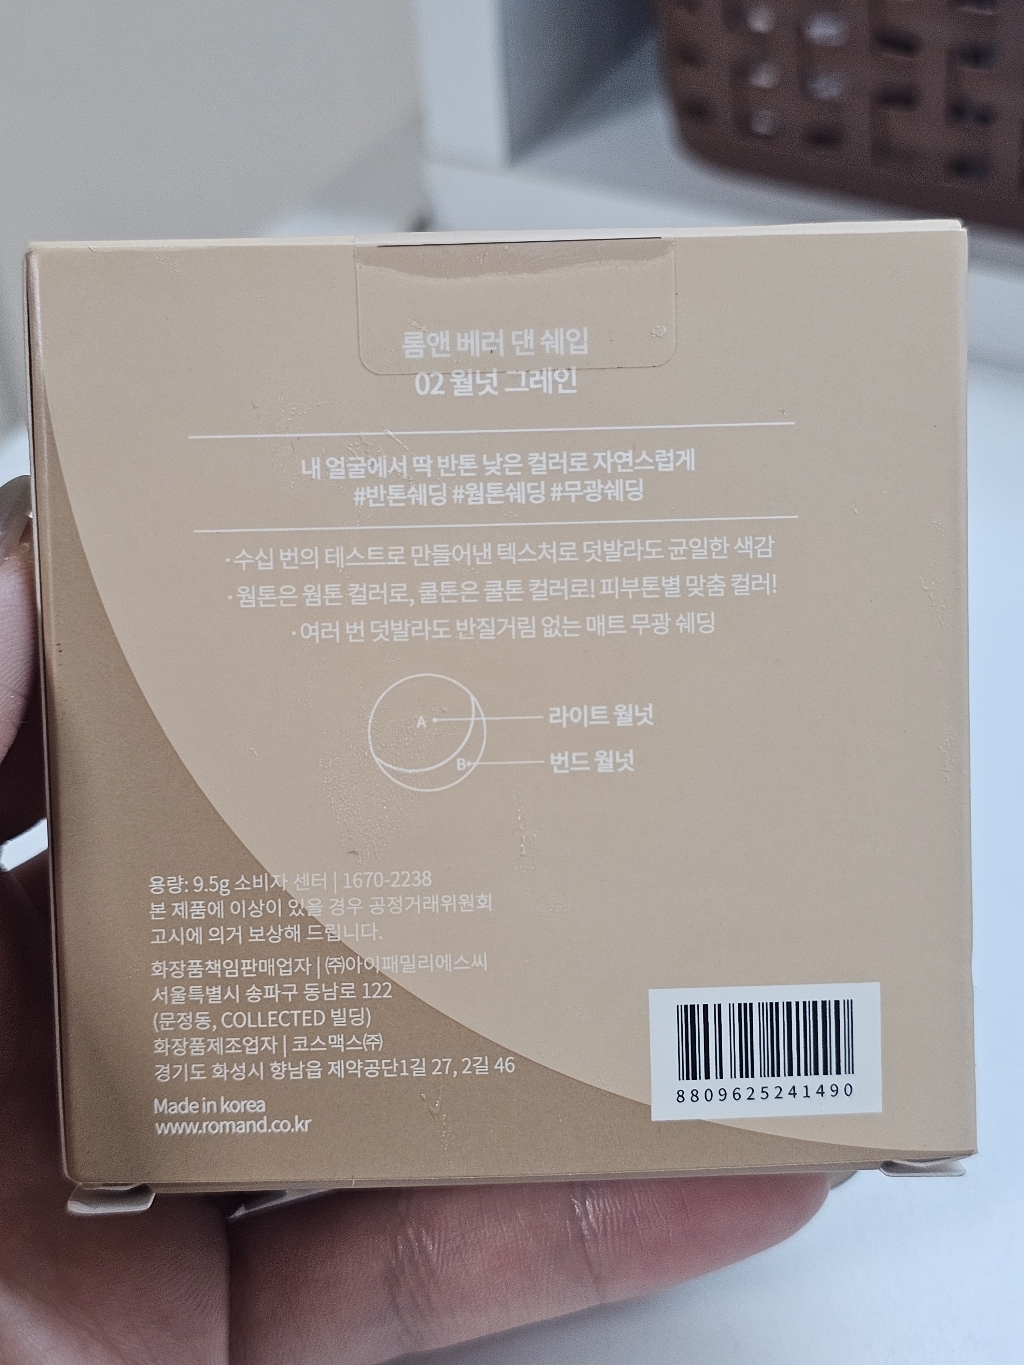 롬앤 베러 댄 쉐입
02 월넛 그레인
내 얼굴에서 딱 반톤 낮은 컬러로 자연스럽게
#반톤쉐딩 #웜톤쉐딩 #무광쉐딩
· 수십 번의 테스트로 만들어낸 텍스처로 덧발라도 균일한 색감
· 웜톤은 웜톤 컬러로, 쿨톤은 쿨톤 컬러로! 피부톤별 맞춤 컬러!
· 여러 번 덧발라도 반질거림 없는 매트 무광 쉐딩
A 라이트 월넛
B 번드 월넛
용량: 9.5g 소비자 센터 | 1670-2238
본 제품에 이상이 있을 경우 공정거래위원회
고시에 의거 보상해 드립니다.
화장품책임판매업자 | ㈜아이패밀리에스씨
서울특별시 송파구 동남로 122
(문정동, COLLECTED 빌딩)
화장품제조업자 | 코스맥스㈜
경기도 화성시 향남읍 제약공단1길 27, 2길 46
Made in korea
www.romand.co.kr
8809625241490